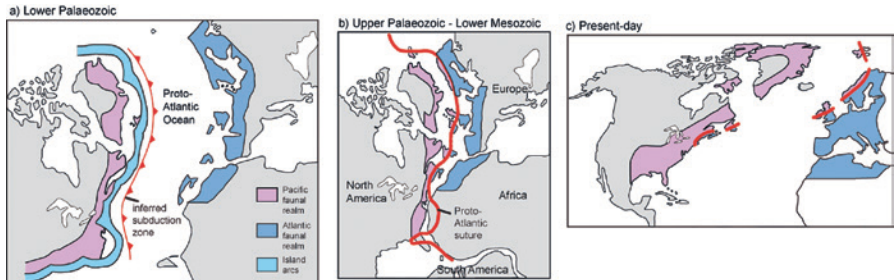 a) Lower Palaeozoic
Proto-
Atlantic
Ocean
inferred
subduction
zone
Pacific
faunal
realm
Atlantic
faunal
realm
Island
arcs
b) Upper Palaeozoic - Lower Mesozoic
Europe
North
America
Africa
Proto-
Atlantic
suture
South America
c) Present-day